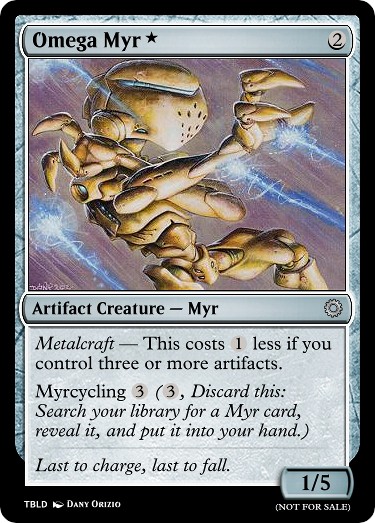 Omega Myr ★ 2
Artifact Creature — Myr
Metalcraft — This costs 1 less if you
control three or more artifacts.
Myrcycling 3 (3, Discard this:
Search your library for a Myr card,
reveal it, and put it into your hand.)
Last to charge, last to fall.
1/5
TBLD Dany Orizio
(NOT FOR SALE)